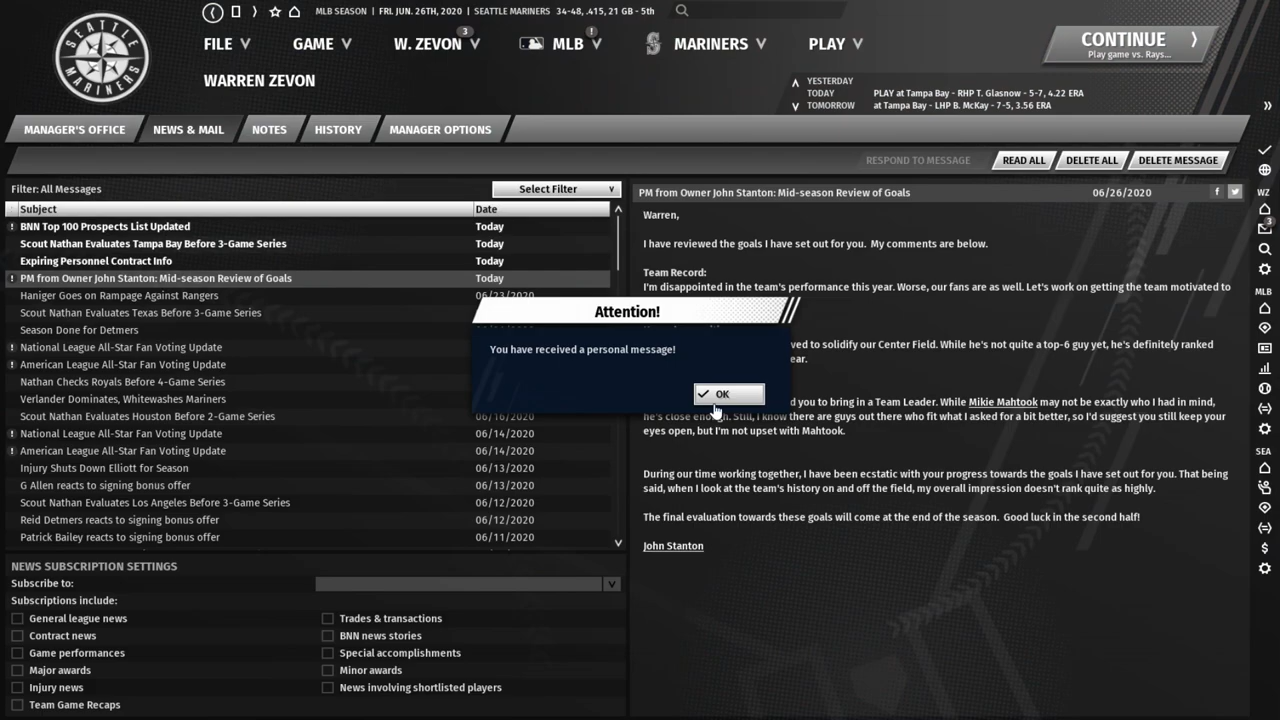 MLB SEASON | FRI. JUN. 26TH, 2020 | SEATTLE MARINERS 34-48, .415, 21 GB - 5th
SEATTLE
MARINERS
FILE
GAME
W. ZEVON
3
MLB
!
MARINERS
PLAY
CONTINUE
Play game vs. Rays...
WARREN ZEVON
YESTERDAY
TODAY PLAY at Tampa Bay - RHP T. Glasnow - 5-7, 4.22 ERA
TOMORROW at Tampa Bay - LHP B. McKay - 7-5, 3.56 ERA
MANAGER'S OFFICE
NEWS & MAIL
NOTES
HISTORY
MANAGER OPTIONS
RESPOND TO MESSAGE
READ ALL
DELETE ALL
DELETE MESSAGE
Filter: All Messages
Select Filter
Subject Date
! BNN Top 100 Prospects List Updated Today
Scout Nathan Evaluates Tampa Bay Before 3-Game Series Today
Expiring Personnel Contract Info Today
! PM from Owner John Stanton: Mid-season Review of Goals Today
Haniger Goes on Rampage Against Rangers 06/23/2020
Scout Nathan Evaluates Texas Before 3-Game Series
Season Done for Detmers
! National League All-Star Fan Voting Update
! American League All-Star Fan Voting Update
Nathan Checks Royals Before 4-Game Series
Verlander Dominates, Whitewashes Mariners
Scout Nathan Evaluates Houston Before 2-Game Series 06/16/2020
! National League All-Star Fan Voting Update 06/14/2020
! American League All-Star Fan Voting Update 06/14/2020
Injury Shuts Down Elliott for Season 06/13/2020
G Allen reacts to signing bonus offer 06/13/2020
Scout Nathan Evaluates Los Angeles Before 3-Game Series 06/12/2020
Reid Detmers reacts to signing bonus offer 06/12/2020
Patrick Bailey reacts to signing bonus offer 06/11/2020
NEWS SUBSCRIPTION SETTINGS
Subscribe to:
Subscriptions include:
General league news
Trades & transactions
Contract news
BNN news stories
Game performances
Special accomplishments
Major awards
Minor awards
Injury news
News involving shortlisted players
Team Game Recaps
PM from Owner John Stanton: Mid-season Review of Goals 06/26/2020
Warren,
I have reviewed the goals I have set out for you. My comments are below.
Team Record:
I'm disappointed in the team's performance this year. Worse, our fans are as well. Let's work on getting the team motivated to
ved to solidify our Center Field. While he's not quite a top-6 guy yet, he's definitely ranked
ear.
d you to bring in a Team Leader. While Mikie Mahtook may not be exactly who I had in mind,
he's close enough. Still, I know there are guys out there who fit what I asked for a bit better, so I'd suggest you still keep your
eyes open, but I'm not upset with Mahtook.
During our time working together, I have been ecstatic with your progress towards the goals I have set out for you. That being
said, when I look at the team's history on and off the field, my overall impression doesn't rank quite as highly.
The final evaluation towards these goals will come at the end of the season. Good luck in the second half!
John Stanton
Attention!
You have received a personal message!
OK
WZ
3
MLB
SEA
$